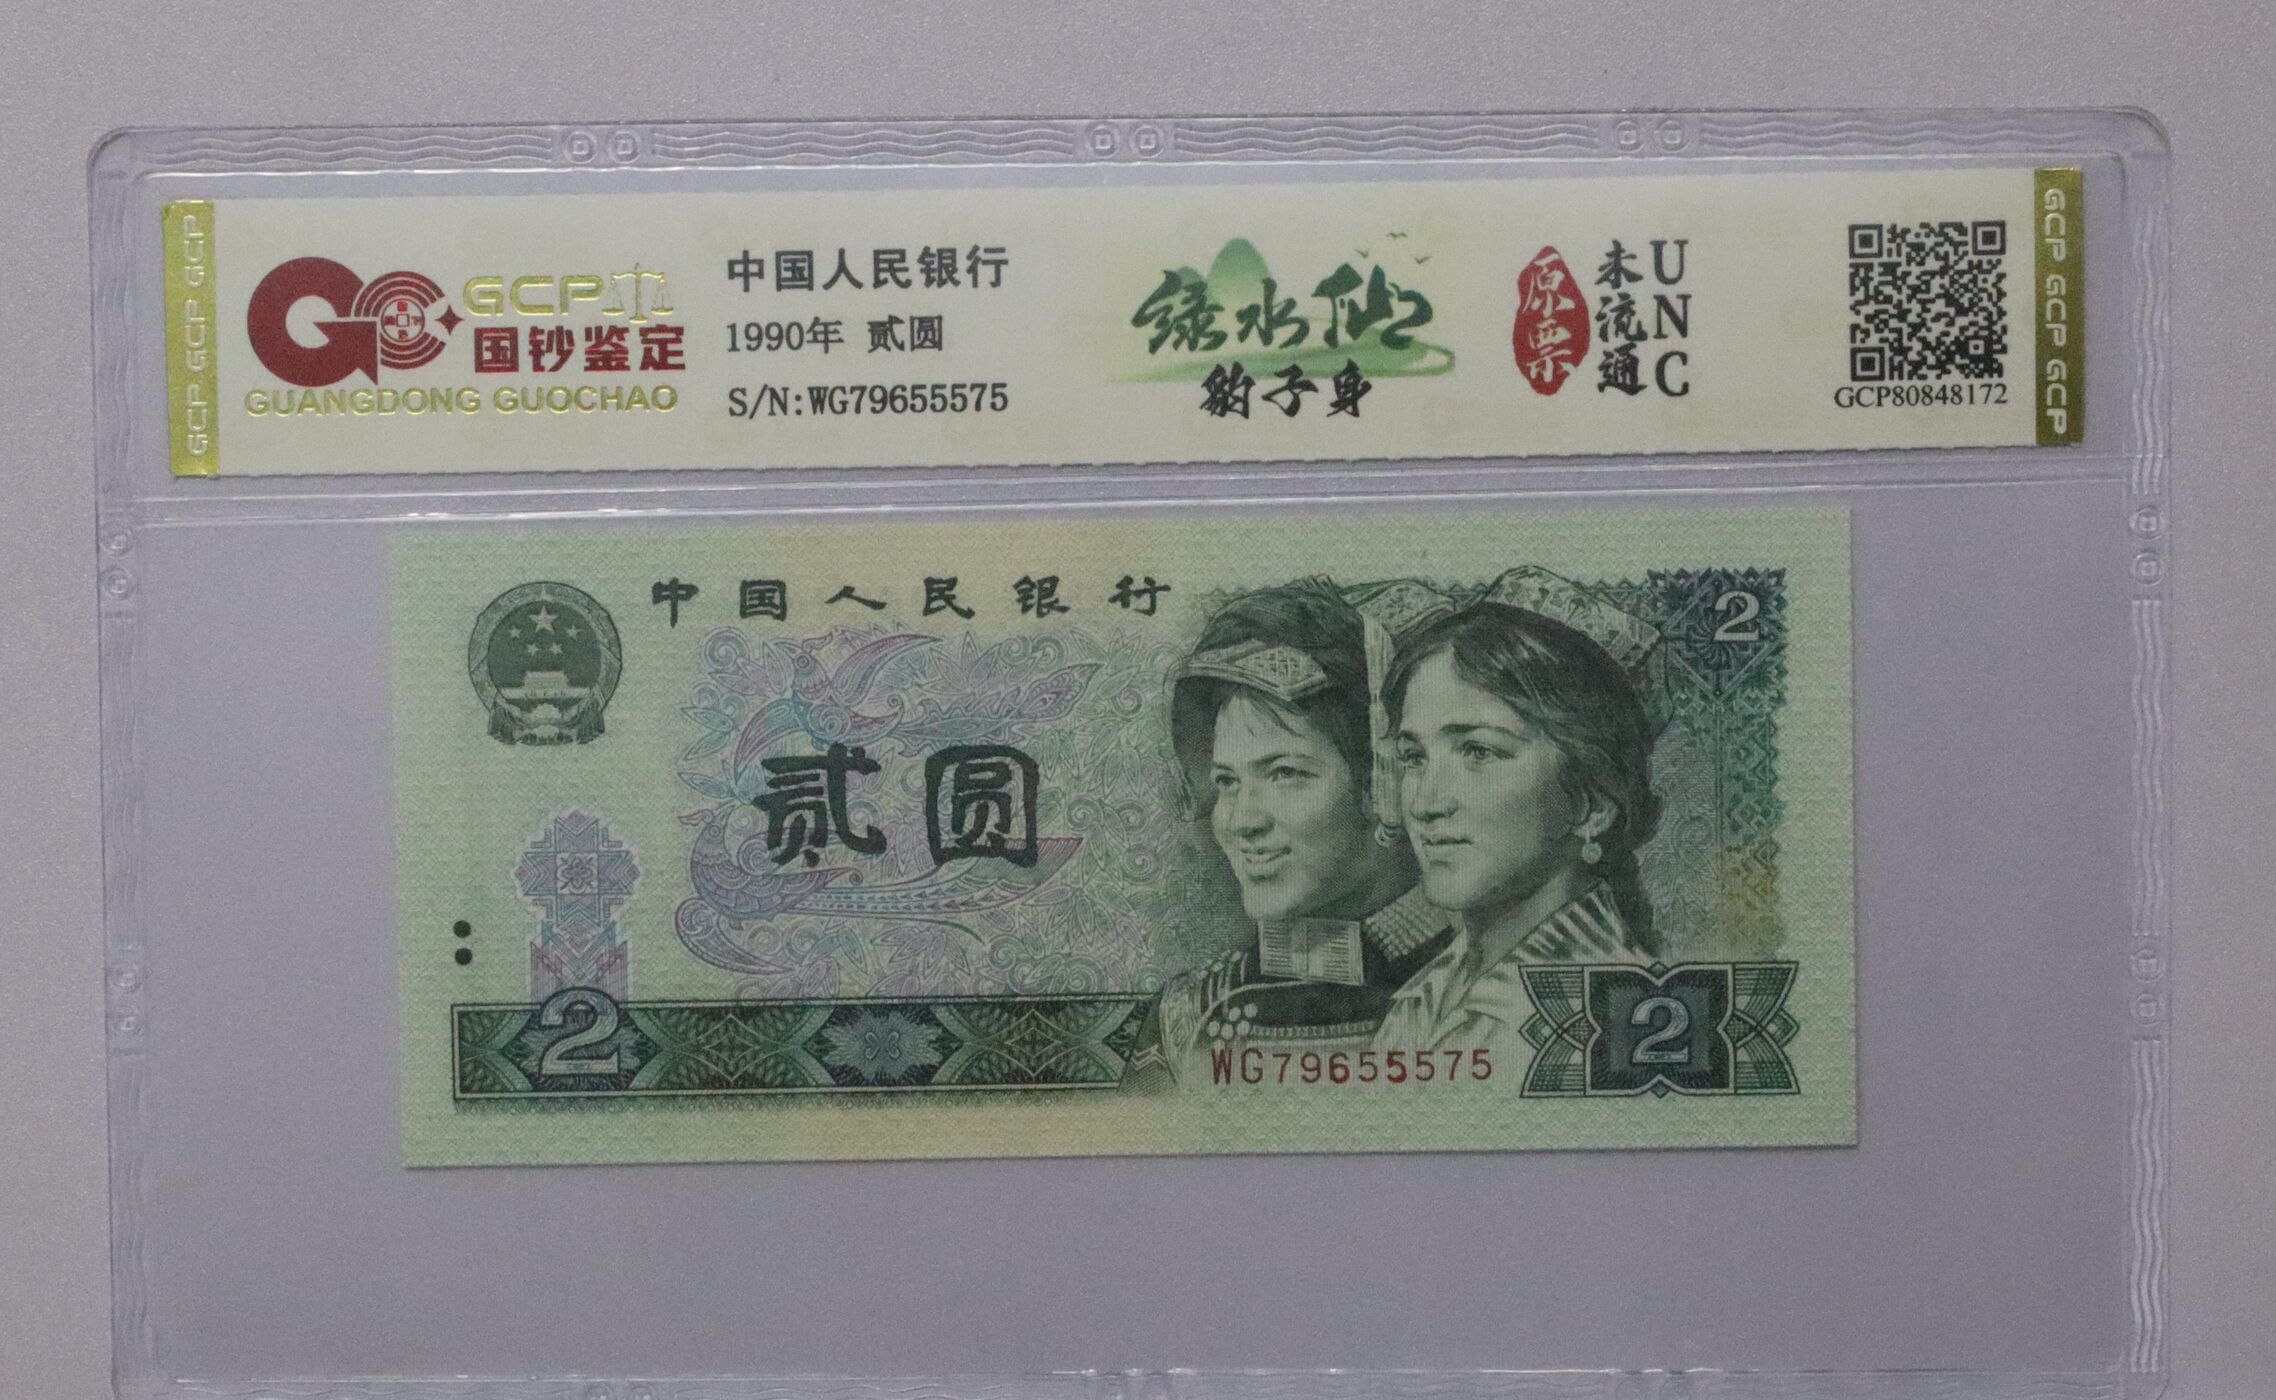 GCP GCP GCP
GCP
国钞鉴定
GUANGDONG GUOCHAO
中国人民银行
1990年 贰圆
S/N:WG79655575
绿水仙
豹子身
原票
未流通
UNC
GCP80848172
GCP GCP GCP
中国人民银行
2
贰圆
2
WG79655575
2